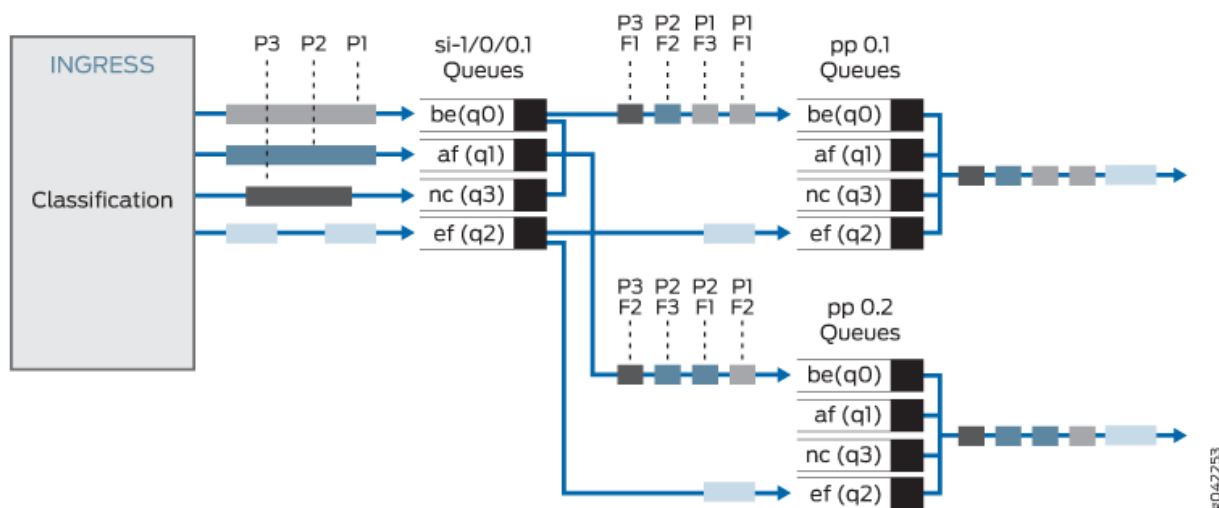 INGRESS
Classification
P3 P2 P1
si-1/0/0.1
Queues
be(q0)
af (q1)
nc (q3)
ef (q2)
P3 P2 P1 P1
F1 F2 F3 F1
pp 0.1
Queues
be(q0)
af (q1)
nc (q3)
ef (q2)
P3 P2 P2 P1
F2 F3 F1 F2
pp 0.2
Queues
be(q0)
af (q1)
nc (q3)
ef (q2)
g042253